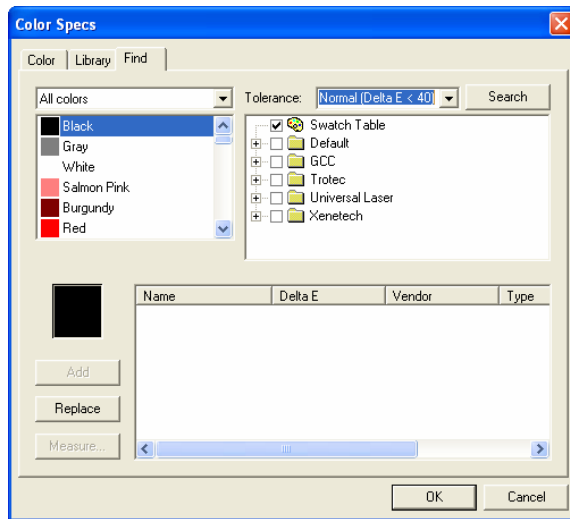 Color Specs
Color Library Find
All colors Tolerance: Normal (Delta E < 40) Search
Black
Gray
White
Salmon Pink
Burgundy
Red
Swatch Table
Default
GCC
Trotec
Universal Laser
Xenetech
Name Delta E Vendor Type
Add
Replace
Measure...
OK Cancel